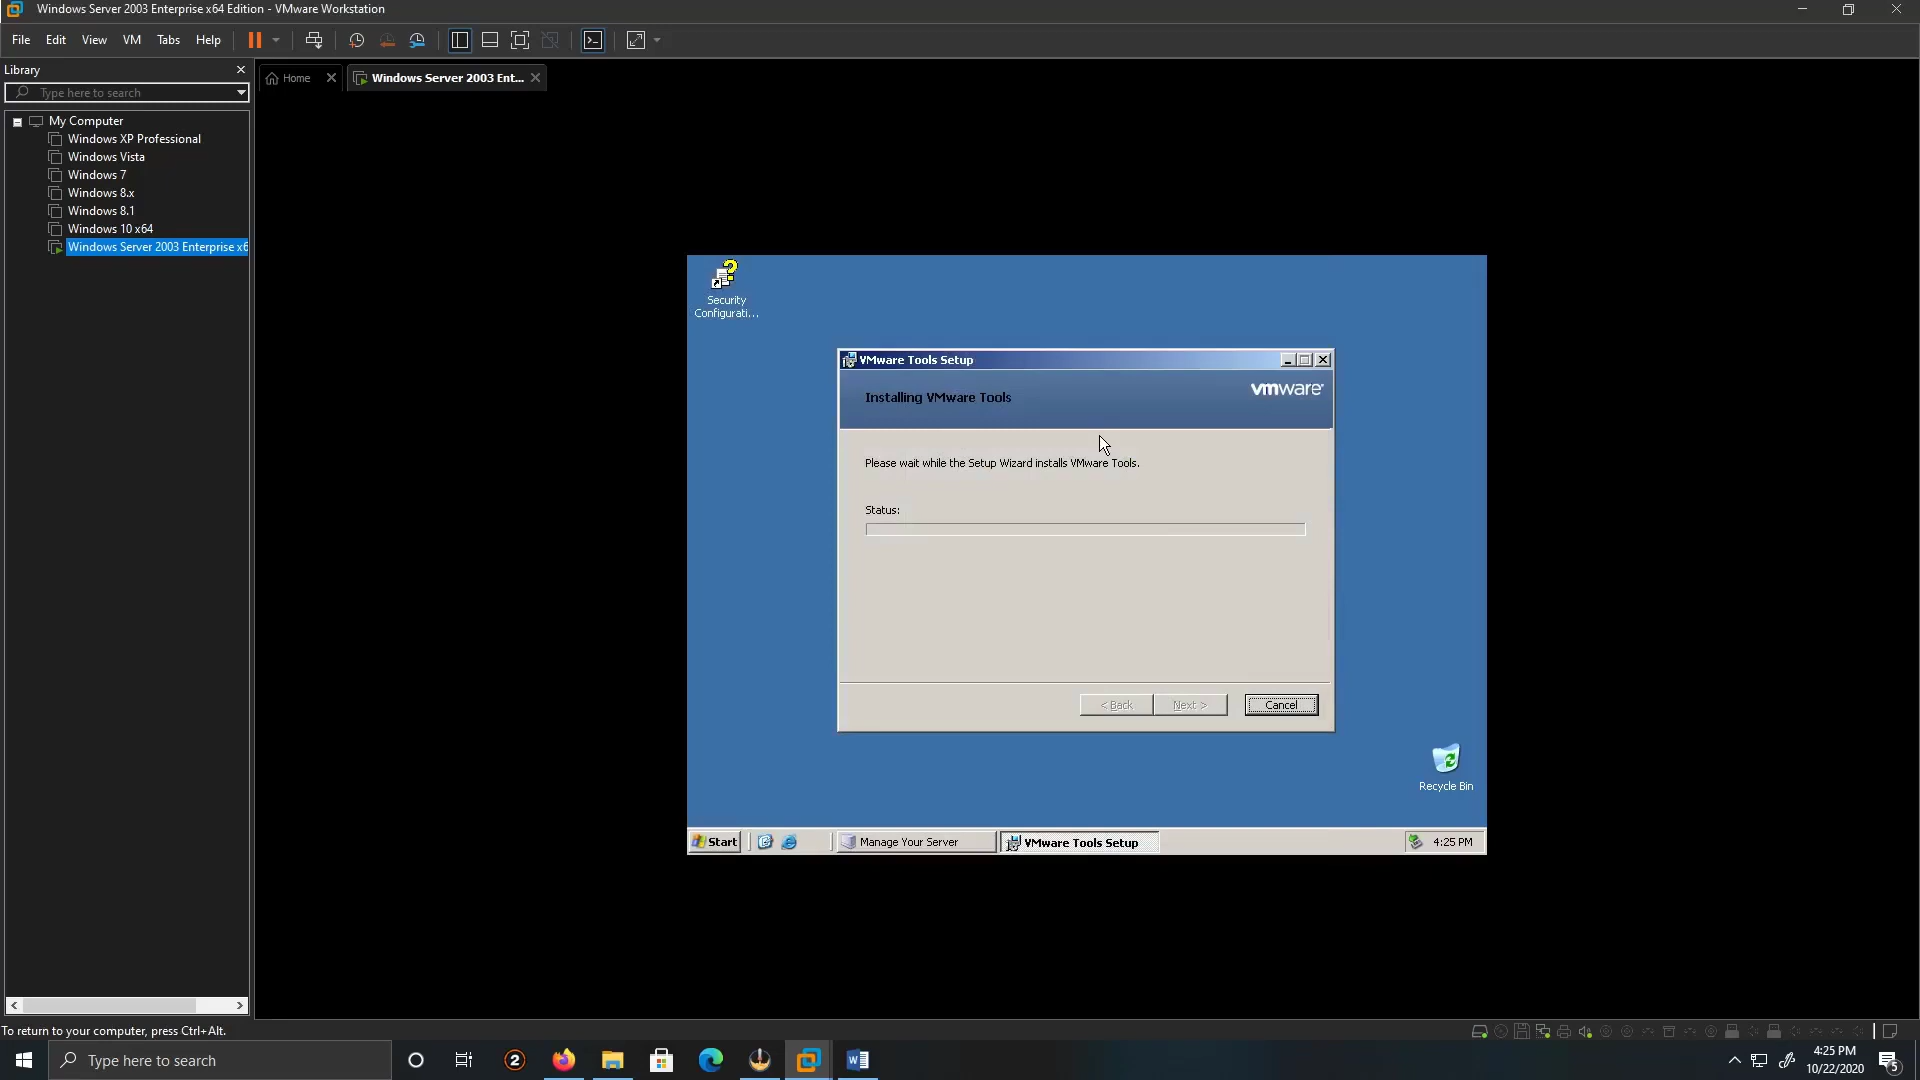 Windows Server 2003 Enterprise x64 Edition - VMware Workstation
File Edit View VM Tabs Help
Library
Type here to search
Home
Windows Server 2003 Ent...
My Computer
Windows XP Professional
Windows Vista
Windows 7
Windows 8.x
Windows 8.1
Windows 10 x64
Windows Server 2003 Enterprise x6
Security
Configurati...
VMware Tools Setup
Installing VMware Tools
vmware
Please wait while the Setup Wizard installs VMware Tools.
Status:
< Back
Next >
Cancel
Recycle Bin
Start
Manage Your Server
VMware Tools Setup
4:25 PM
To return to your computer, press Ctrl+Alt.
Type here to search
2
4:25 PM
10/22/2020
5